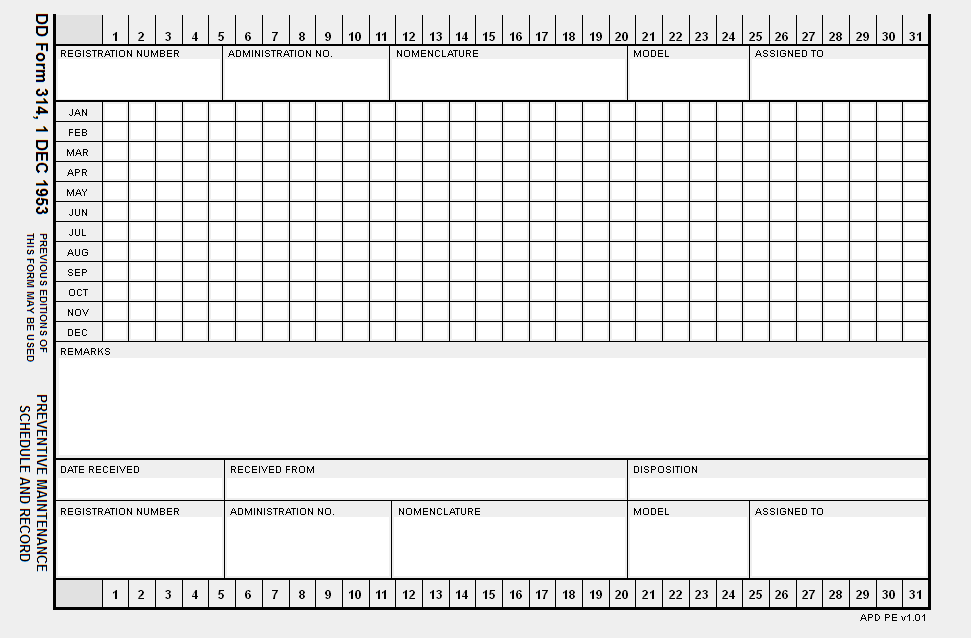 DD Form 314, 1 DEC 1953
PREVIOUS EDITIONS OF
THIS FORM MAY BE USED
PREVENTIVE MAINTENANCE
SCHEDULE AND RECORD
1 2 3 4 5 6 7 8 9 10 11 12 13 14 15 16 17 18 19 20 21 22 23 24 25 26 27 28 29 30 31
REGISTRATION NUMBER ADMINISTRATION NO. NOMENCLATURE MODEL ASSIGNED TO
JAN
FEB
MAR
APR
MAY
JUN
JUL
AUG
SEP
OCT
NOV
DEC
REMARKS
DATE RECEIVED RECEIVED FROM DISPOSITION
REGISTRATION NUMBER ADMINISTRATION NO. NOMENCLATURE MODEL ASSIGNED TO
1 2 3 4 5 6 7 8 9 10 11 12 13 14 15 16 17 18 19 20 21 22 23 24 25 26 27 28 29 30 31
APD PE v1.01